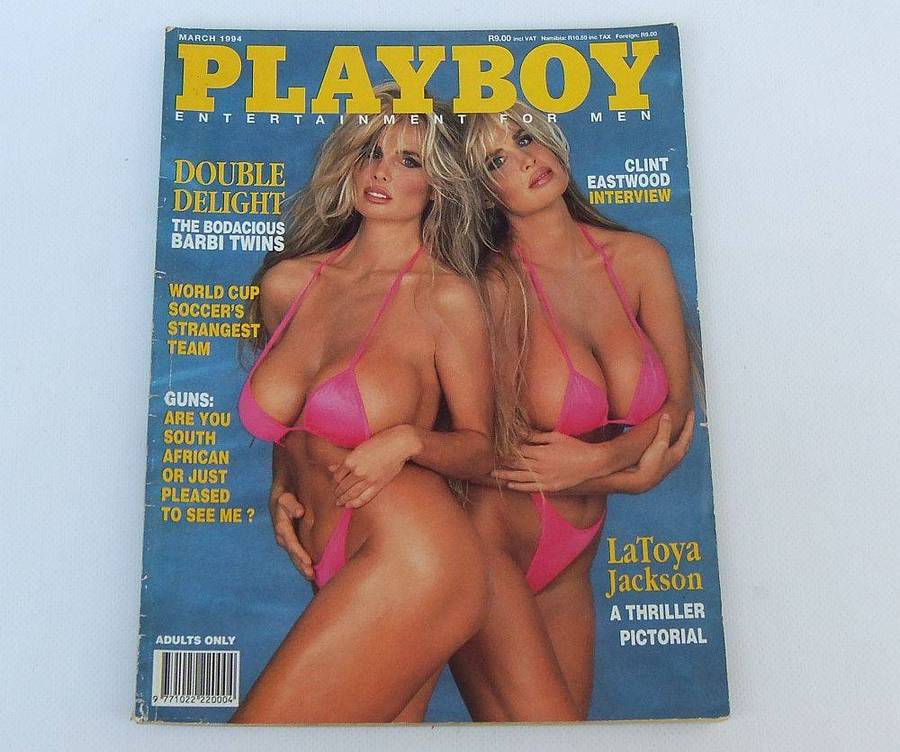 MARCH 1994
R9.00 incl VAT Namibia: R10.50 inc TAX Foreign: R9.00
PLAYBOY
ENTERTAINMENT FOR MEN
DOUBLE
DELIGHT
THE BODACIOUS
BARBI TWINS
CLINT
EASTWOOD
INTERVIEW
WORLD CUP
SOCCER'S
STRANGEST
TEAM
GUNS:
ARE YOU
SOUTH
AFRICAN
OR JUST
PLEASED
TO SEE ME ?
LaToya
Jackson
A THRILLER
PICTORIAL
ADULTS ONLY
9 771022 220004